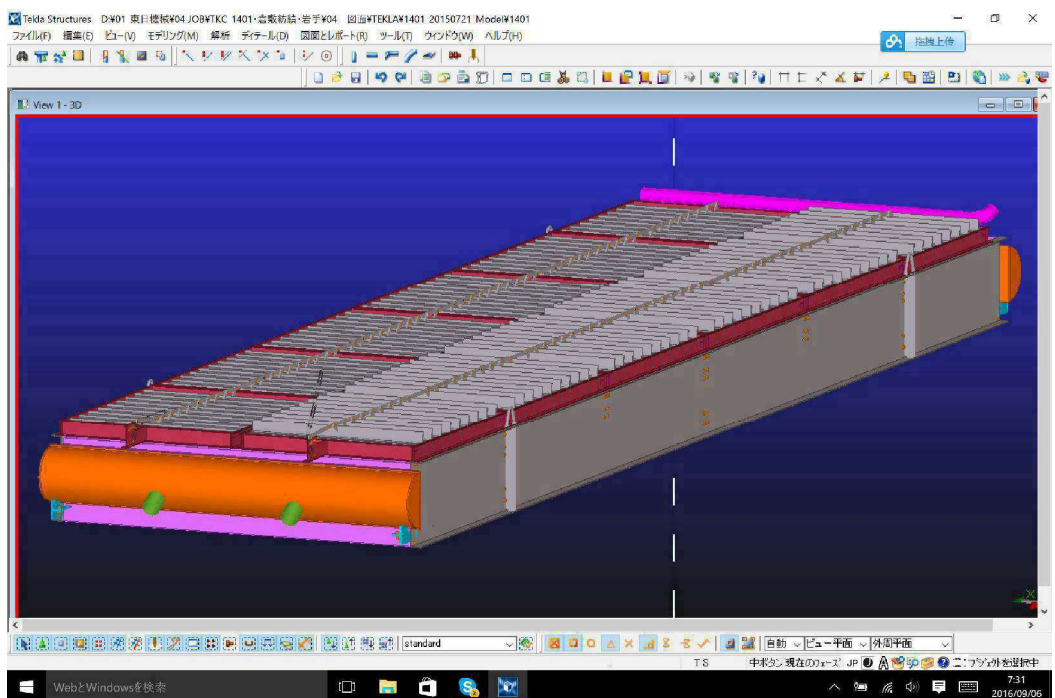 Tekla Structures D:¥01 東日機械¥04 JOB¥TKC 1401・倉敷紡績・岩手¥04 図面¥TEKLA¥1401 20150721 Model¥1401
ファイル(F) 編集(E) ビュー(V) モデリング(M) 解析 ディテール(D) 図面とレポート(R) ツール(T) ウィンドウ(W) ヘルプ(H)
拖拽上传
View 1 - 3D
standard
自動
ビュー平面
外周平面
T S
中ボタン
現在のフェーズ
JP
を選択中
WebとWindowsを検索
7:31
2016/09/06